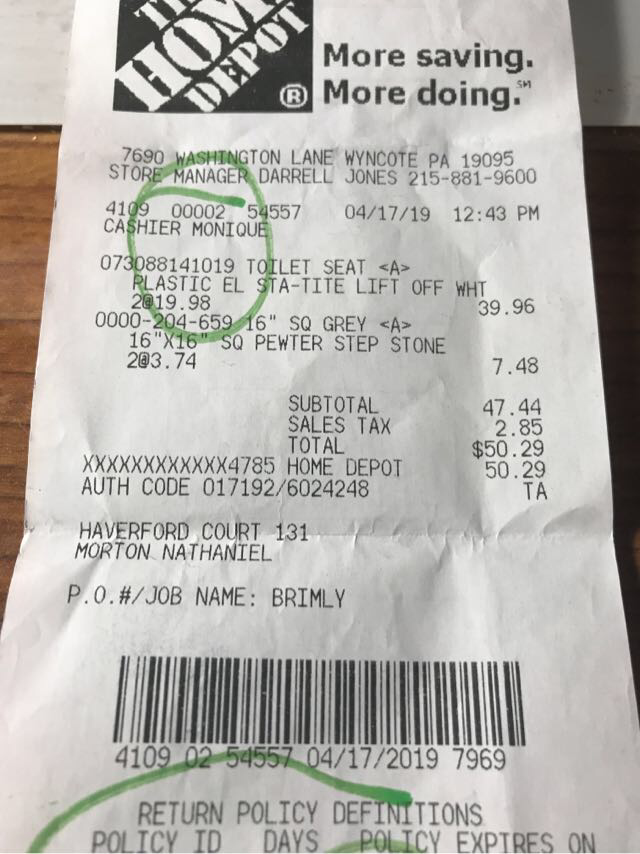 THE
HOME
DEPOT
®
More saving.
More doing.℠
7690 WASHINGTON LANE WYNCOTE PA 19095
STORE MANAGER DARRELL JONES 215-881-9600
4109 00002 54557 04/17/19 12:43 PM
CASHIER MONIQUE
073088141019 TOILET SEAT <A>
PLASTIC EL STA-TITE LIFT OFF WHT
2@19.98 39.96
0000-204-659 16" SQ GREY <A>
16"X16" SQ PEWTER STEP STONE
2@3.74 7.48
SUBTOTAL 47.44
SALES TAX 2.85
TOTAL $50.29
XXXXXXXXXXXX4785 HOME DEPOT 50.29
AUTH CODE 017192/6024248 TA
HAVERFORD COURT 131
MORTON NATHANIEL
P.O.#/JOB NAME: BRIMLY
4109 02 54557 04/17/2019 7969
RETURN POLICY DEFINITIONS
POLICY ID DAYS POLICY EXPIRES ON